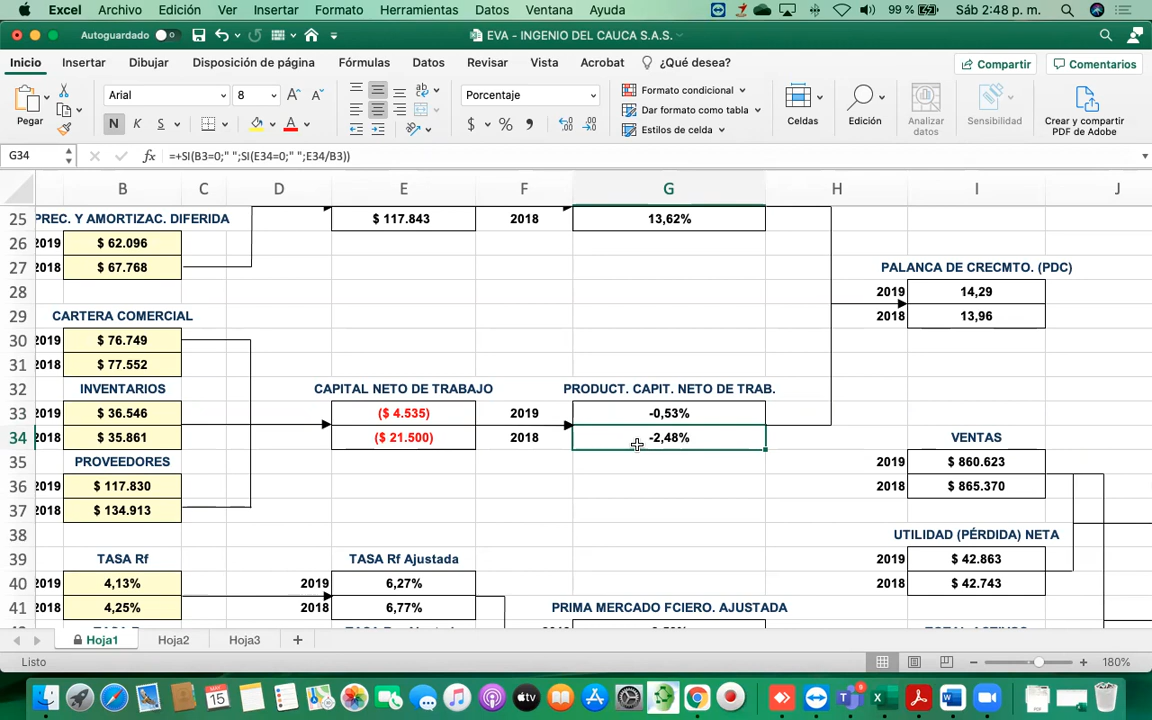 Excel Archivo Edición Ver Insertar Formato Herramientas Datos Ventana Ayuda 99 % Sáb 2:48 p. m.
Autoguardado EVA - INGENIO DEL CAUCA S.A.S.
Inicio Insertar Dibujar Disposición de página Fórmulas Datos Revisar Vista Acrobat ¿Qué desea? Compartir Comentarios
Pegar Arial 8 Porcentaje Formato condicional Dar formato como tabla Estilos de celda Celdas Edición Analizar datos Sensibilidad Crear y compartir PDF de Adobe
N K S A $ %
G34 fx =+SI(B3=0;" ";SI(E34=0;" ";E34/B3))
B C D E F G H I J
25 PREC. Y AMORTIZAC. DIFERIDA $ 117.843 2018 13,62%
26 2019 $ 62.096
27 2018 $ 67.768 PALANCA DE CRECMTO. (PDC)
28 2019 14,29
29 CARTERA COMERCIAL 2018 13,96
30 2019 $ 76.749
31 2018 $ 77.552
32 INVENTARIOS CAPITAL NETO DE TRABAJO PRODUCT. CAPIT. NETO DE TRAB.
33 2019 $ 36.546 ($ 4.535) 2019 -0,53%
34 2018 $ 35.861 ($ 21.500) 2018 -2,48% VENTAS
35 PROVEEDORES 2019 $ 860.623
36 2019 $ 117.830 2018 $ 865.370
37 2018 $ 134.913
38 UTILIDAD (PÉRDIDA) NETA
39 TASA Rf TASA Rf Ajustada 2019 $ 42.863
40 2019 4,13% 2019 6,27% 2018 $ 42.743
41 2018 4,25% 2018 6,77% PRIMA MERCADO FCIERO. AJUSTADA
Hoja1 Hoja2 Hoja3
Listo 180%